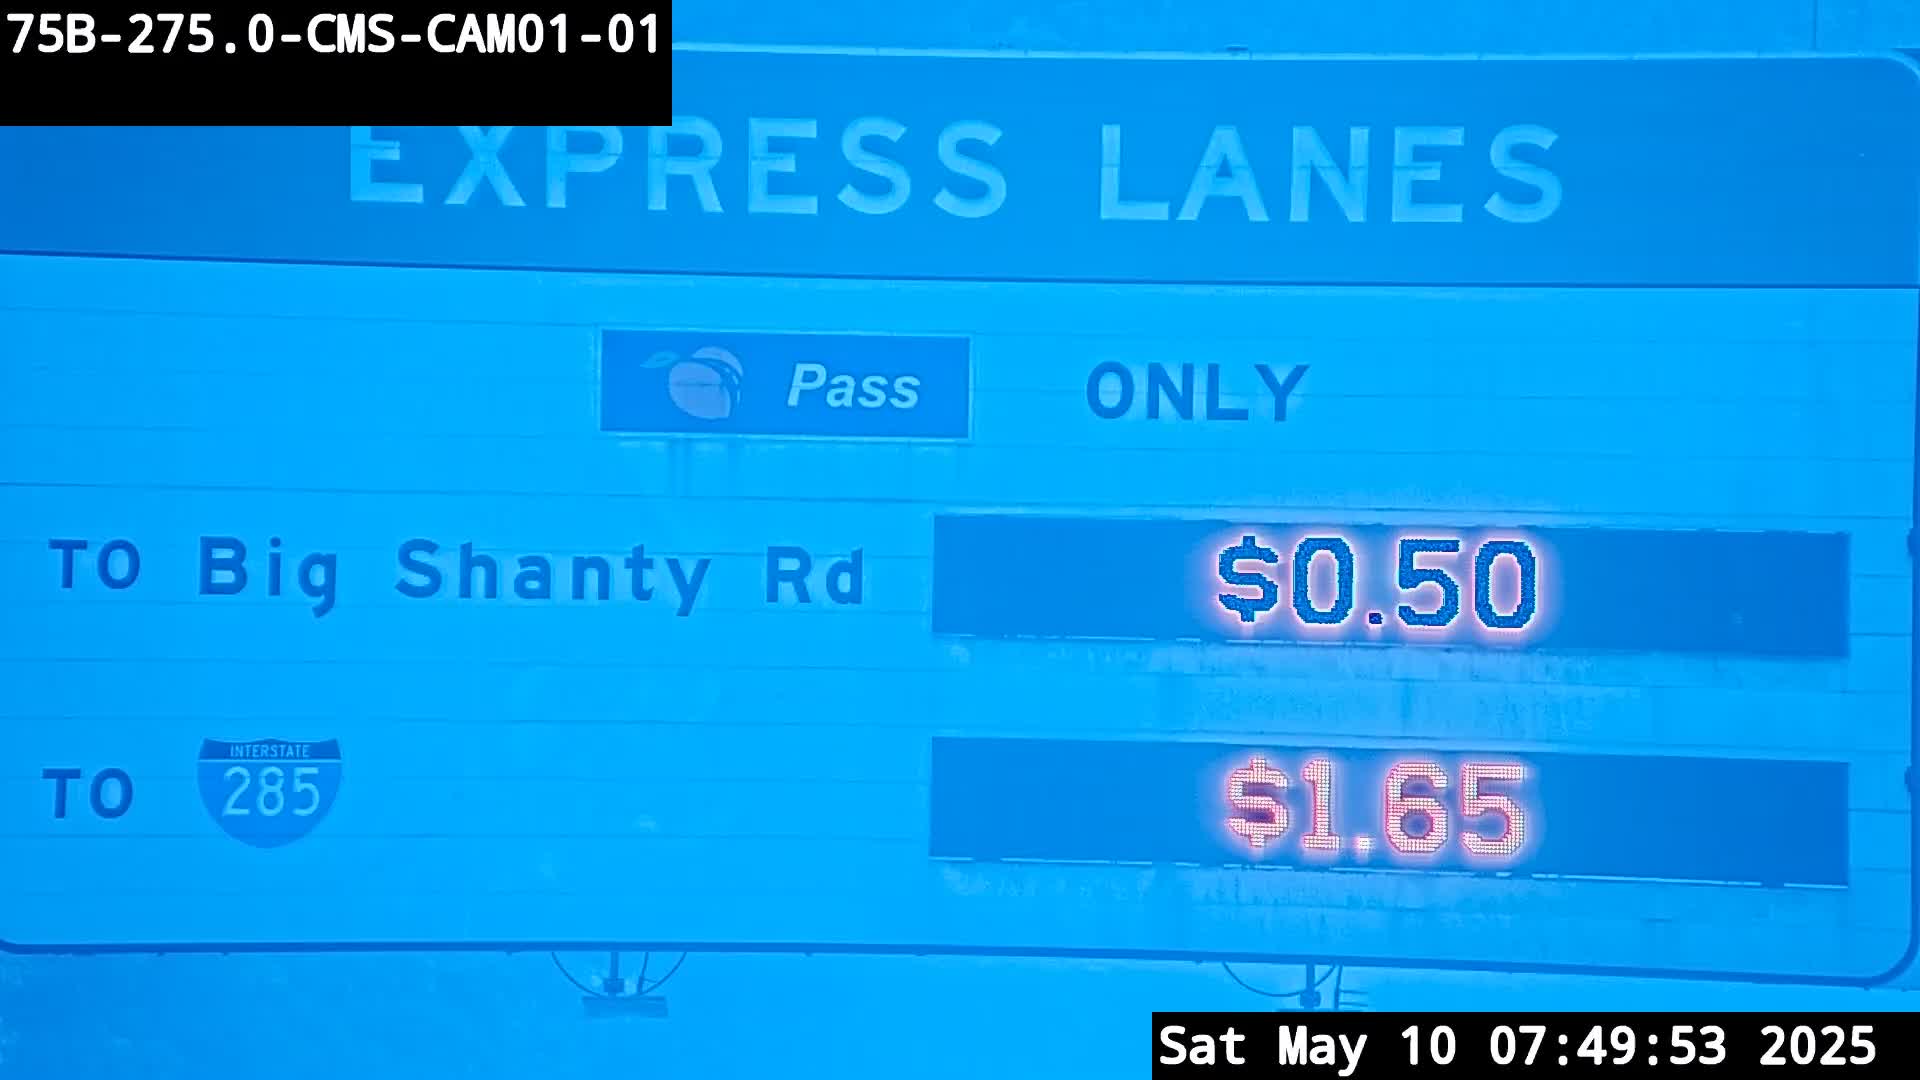 75B-275.0-CMS-CAM01-01
EXPRESS LANES
Pass ONLY
TO Big Shanty Rd $0.50
INTERSTATE
TO 285 $1.65
Sat May 10 07:49:53 2025